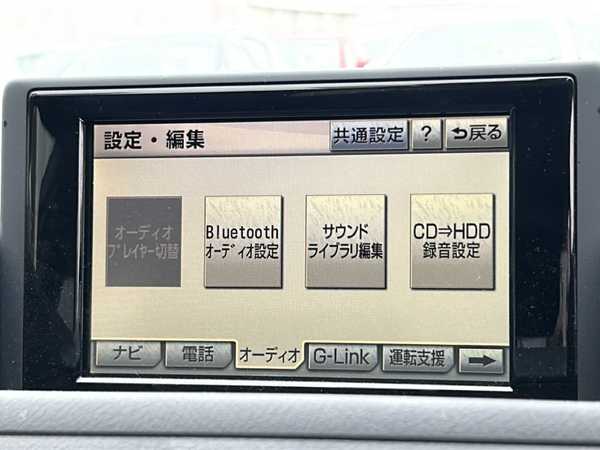 設定・編集 共通設定 ? 戻る
オーディオ
プレイヤー切替
Bluetooth
オーディオ設定
サウンド
ライブラリ編集
CD⇒HDD
録音設定
ナビ 電話 オーディオ G-Link 運転支援 →